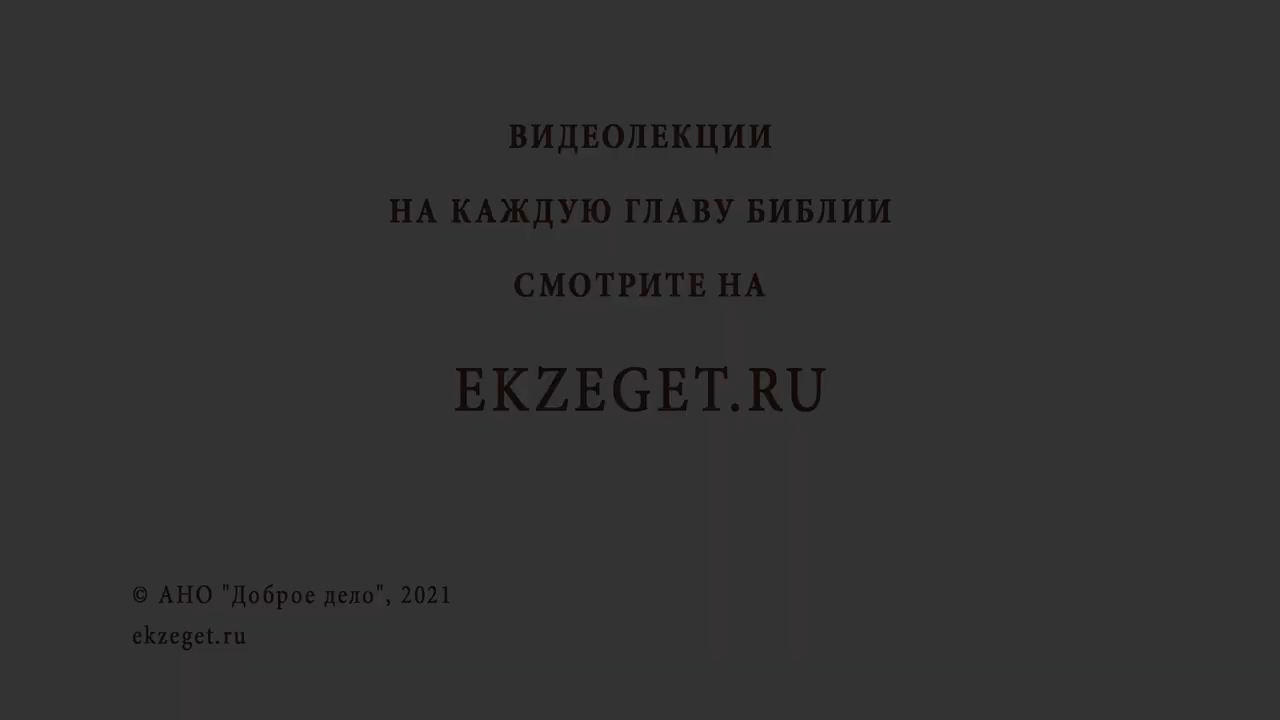 ВИДЕОЛЕКЦИИ
НА КАЖДУЮ ГЛАВУ БИБЛИИ
СМОТРИТЕ НА
EKZEGET.RU
© АНО "Доброе дело", 2021
ekzeget.ru